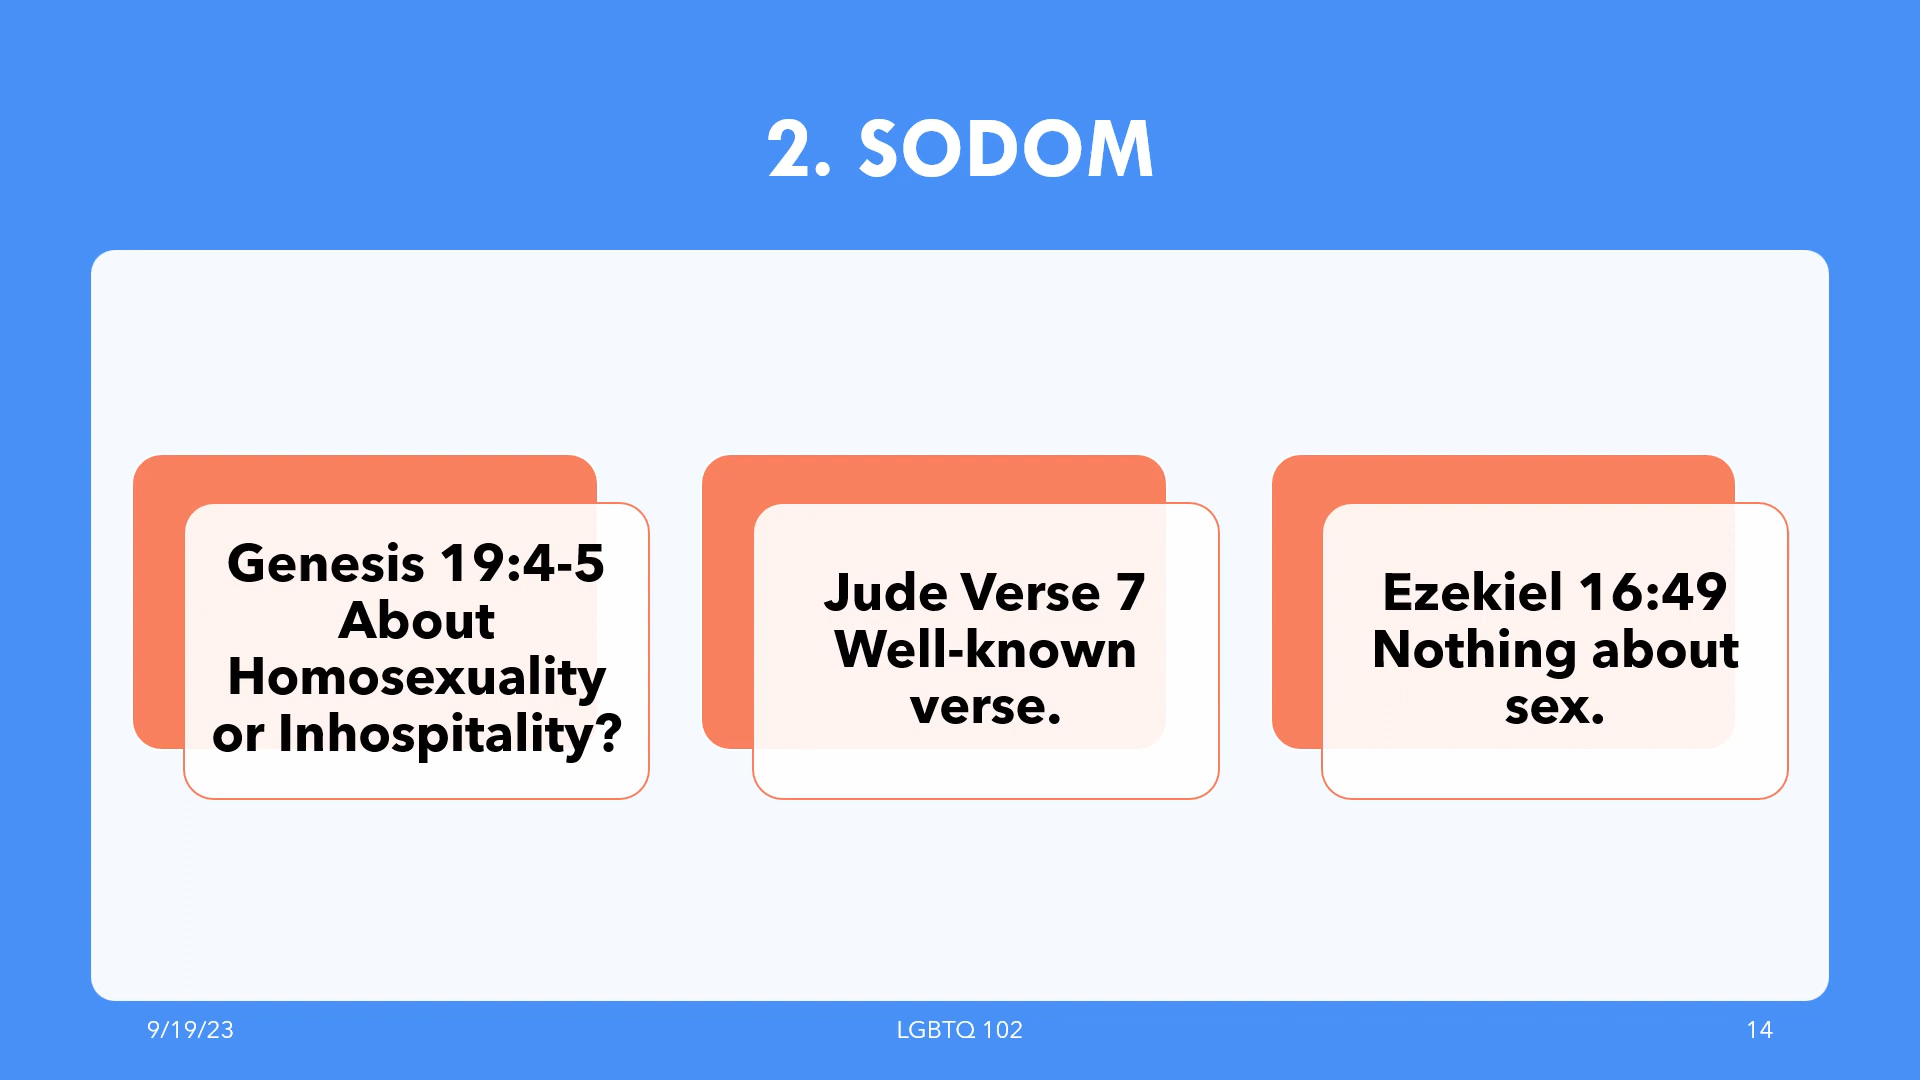 2. SODOM
Genesis 19:4-5
About
Homosexuality
or Inhospitality?
Jude Verse 7
Well-known
verse.
Ezekiel 16:49
Nothing about
sex.
9/19/23
LGBTQ 102
14